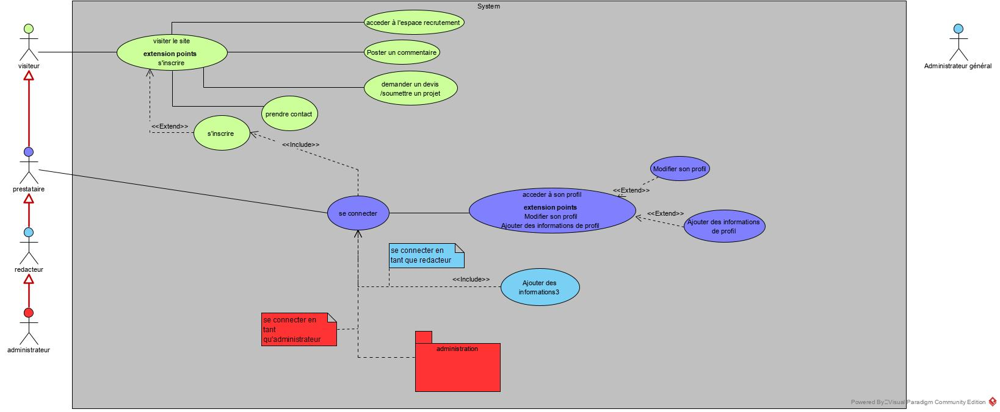 System
visiteur
prestataire
redacteur
administrateur
Administrateur général
visiter le site
extension points
s'inscrire
acceder à l'espace recrutement
Poster un commentaire
demander un devis
/soumettre un projet
prendre contact
s'inscrire
<<Extend>>
<<Include>>
se connecter
acceder à son profil
extension points
Modifier son profil
Ajouter des informations de profil
Modifier son profil
<<Extend>>
<<Extend>>
Ajouter des informations
de profil
se connecter en
tant que redacteur
<<Include>>
Ajouter des
informations3
se connecter en
tant
qu'administrateur
administration
Powered By Visual Paradigm Community Edition